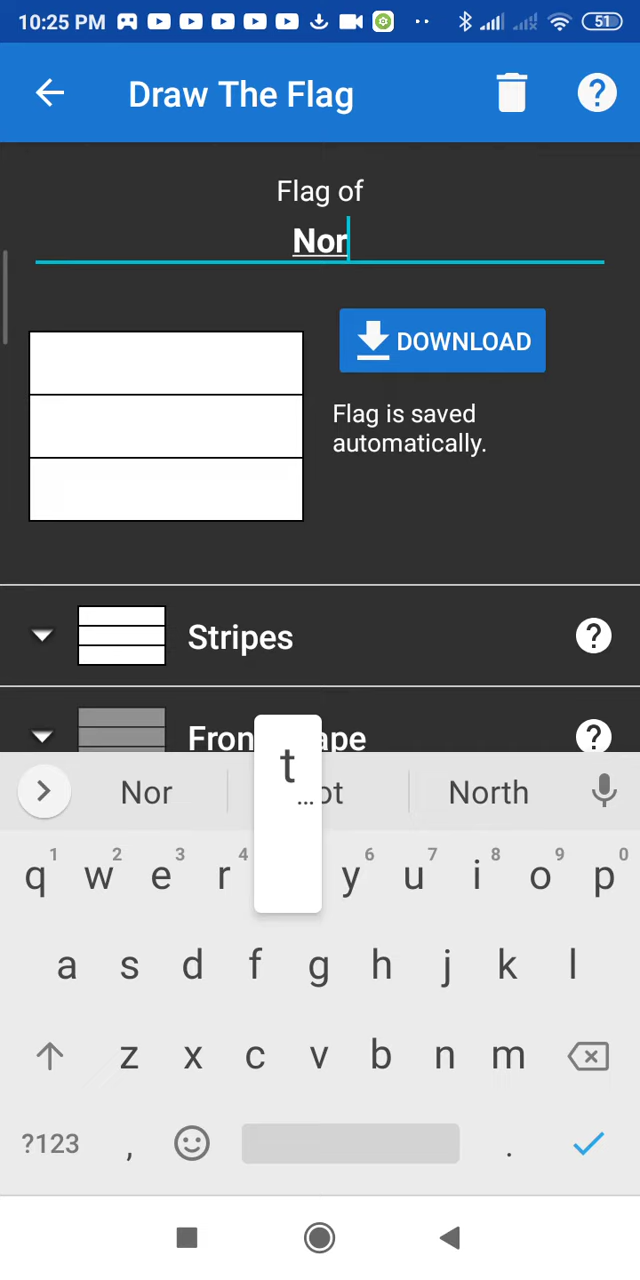 10:25 PM 51
Draw The Flag ?
Flag of
Nor
DOWNLOAD
Flag is saved
automatically.
Stripes ?
Fron ape ?
Nor ot North
t
...
1 2 3 4 6 7 8 9 0
q w e r y u i o p
a s d f g h j k l
z x c v b n m
?123 , .